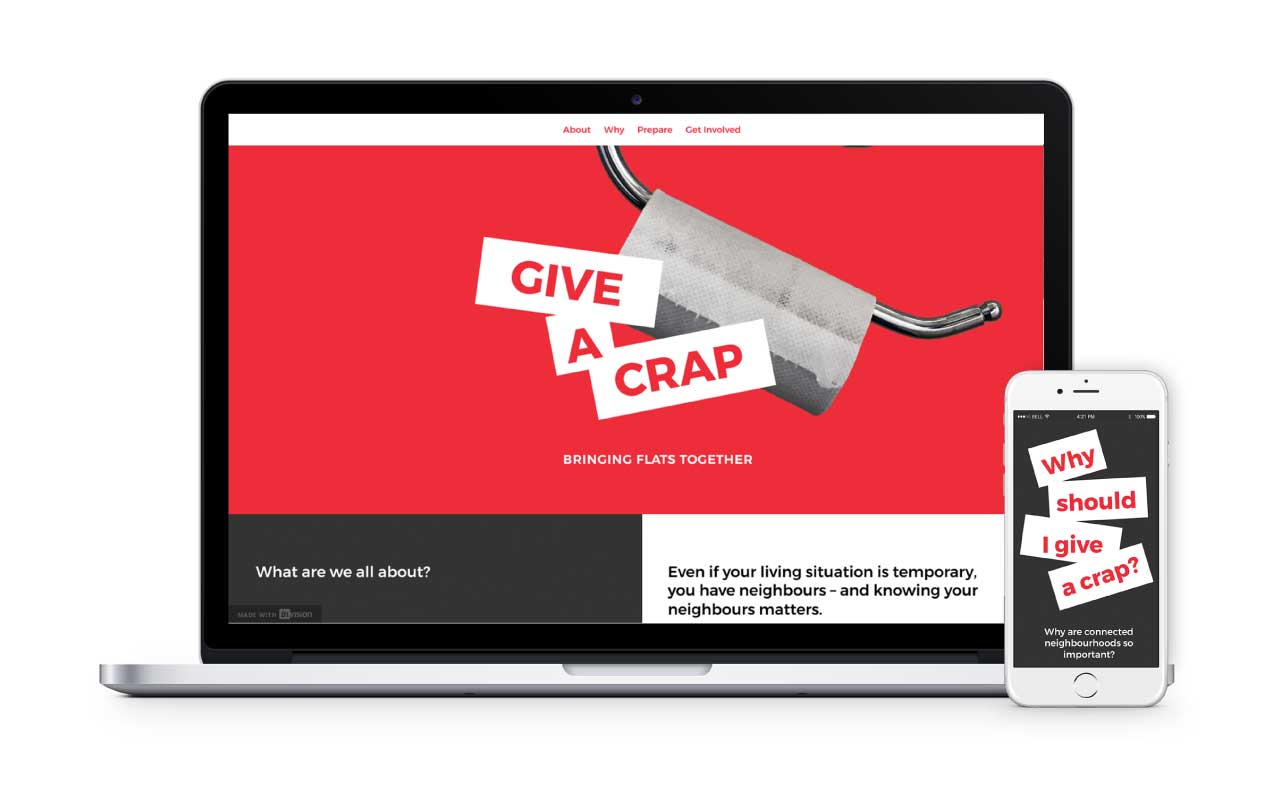 About Why Prepare Get Involved
GIVE
A
CRAP
BRINGING FLATS TOGETHER
What are we all about?
Even if your living situation is temporary,
you have neighbours – and knowing your
neighbours matters.
MADE WITH invision
BELL 4:21 PM 100%
Why
should
I give
a crap?
Why are connected
neighbourhoods so
important?